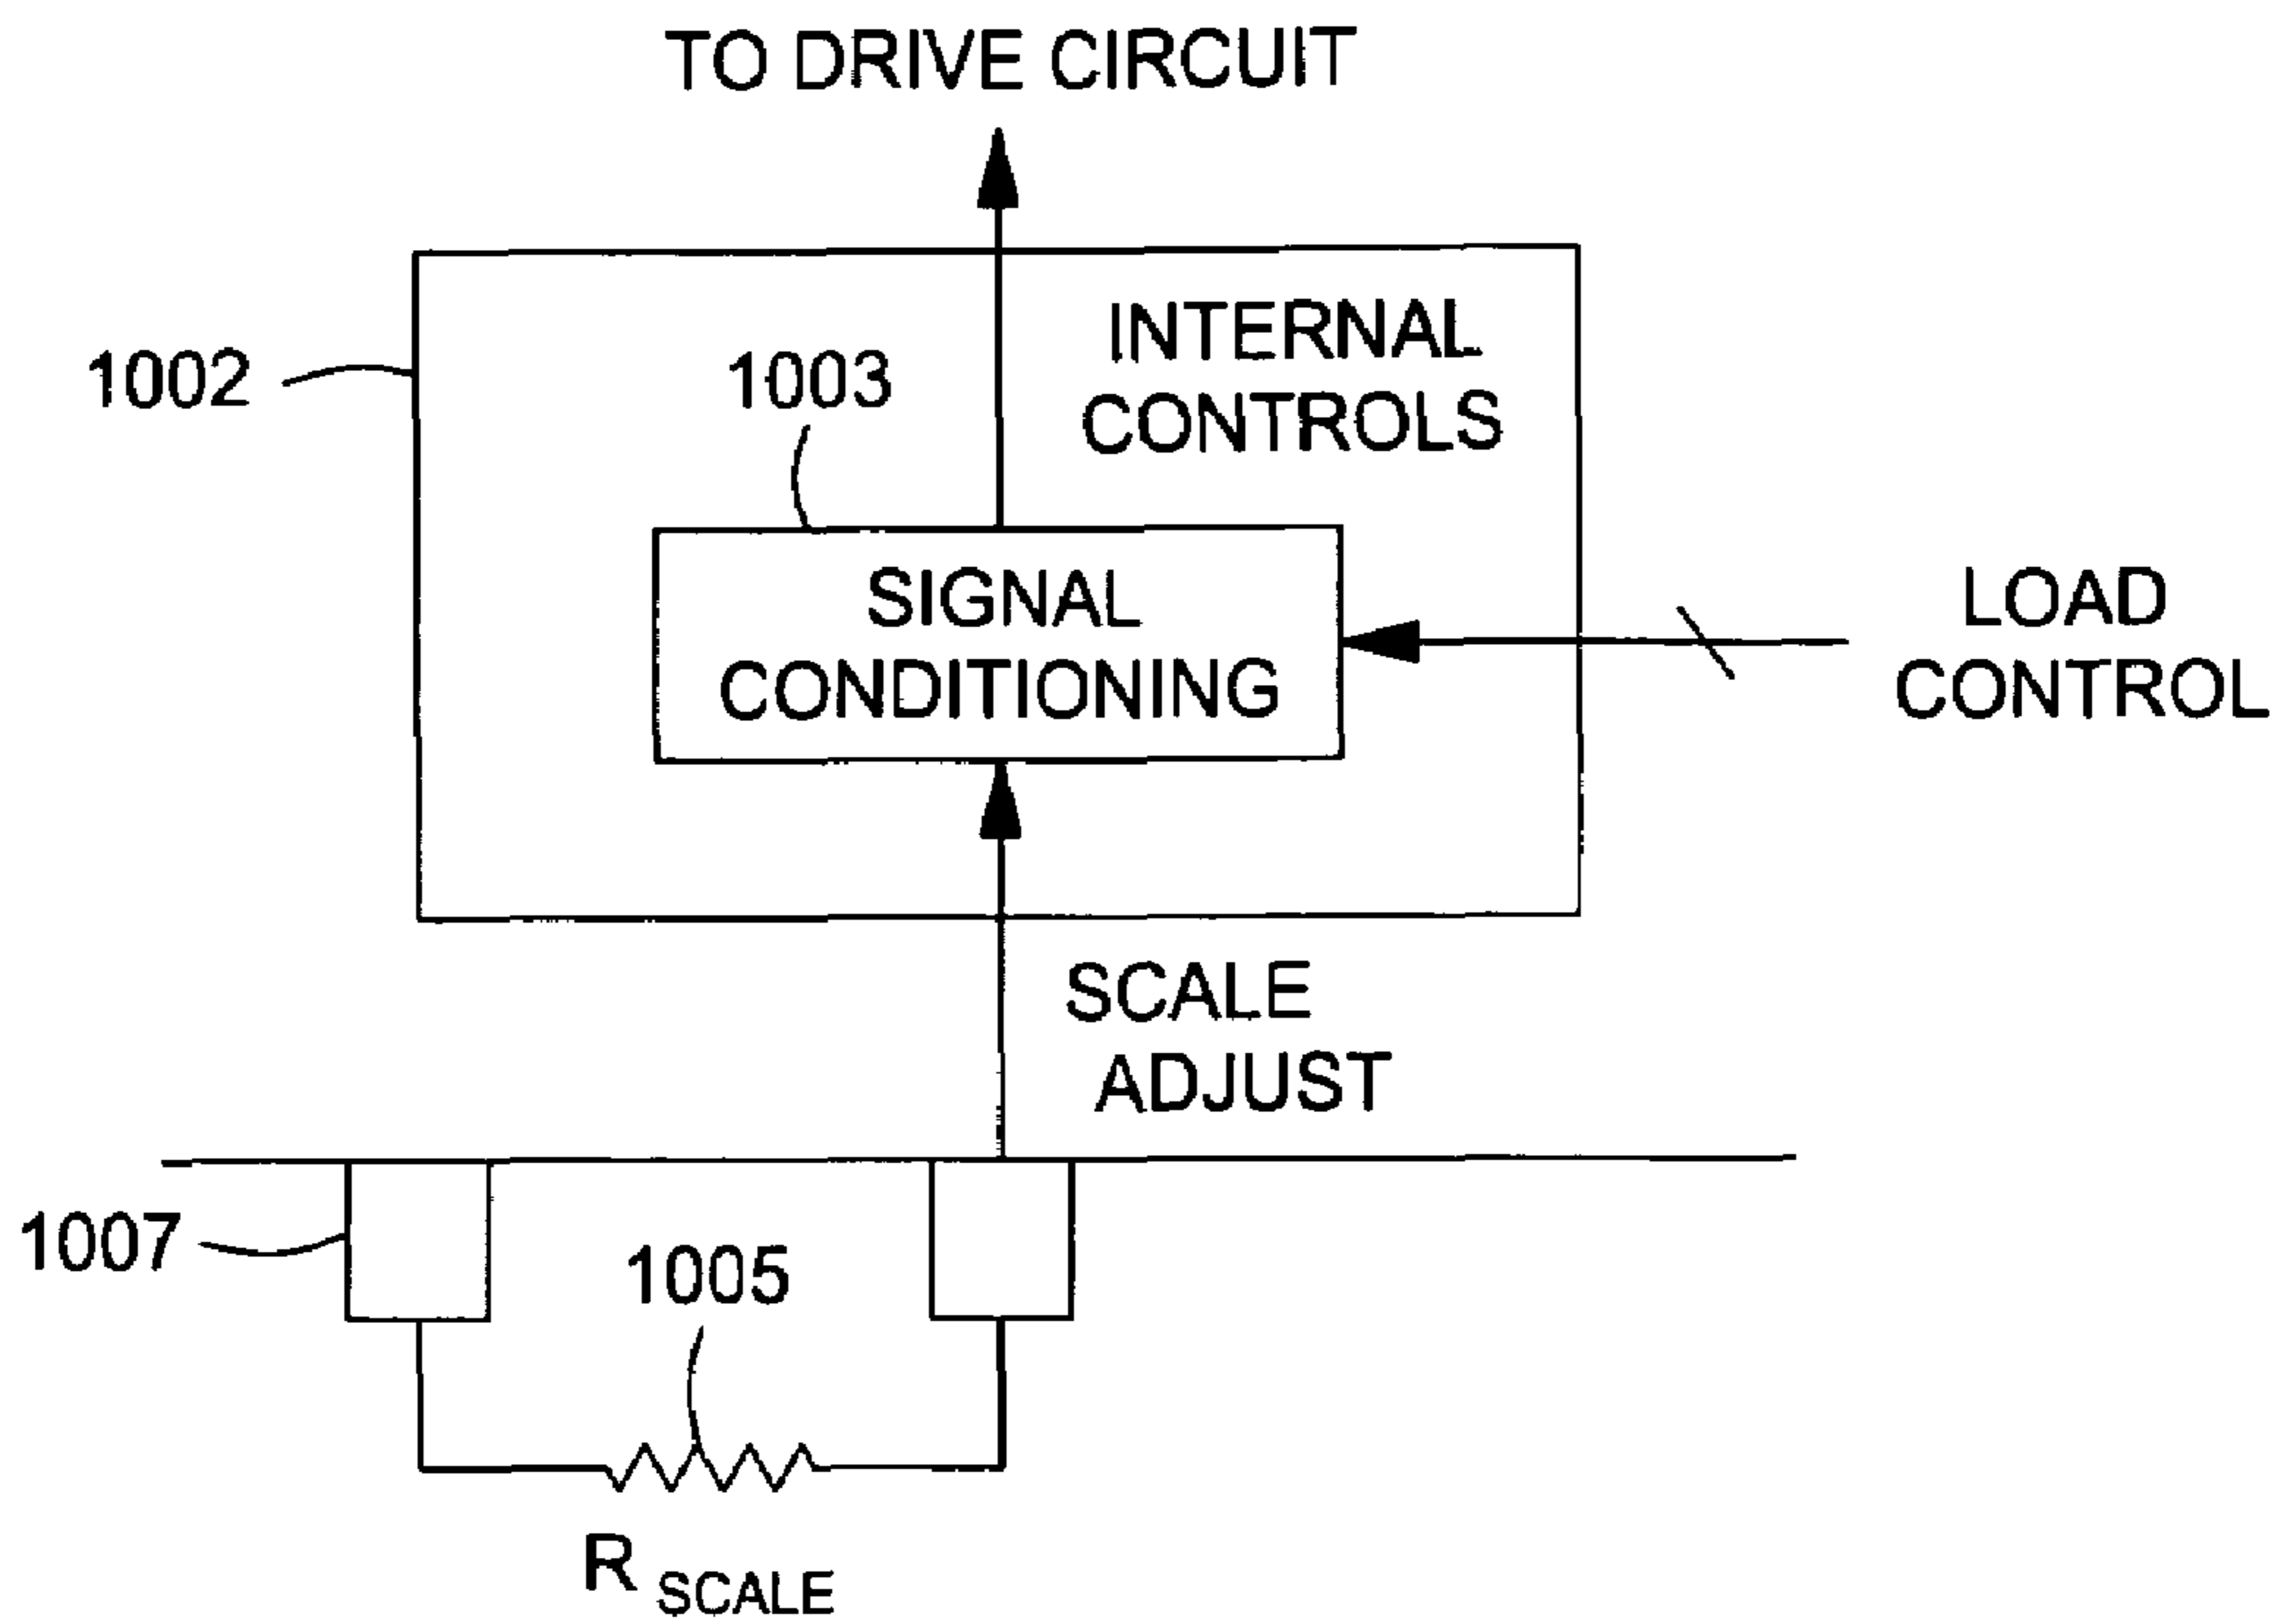 TO DRIVE CIRCUIT
INTERNAL
CONTROLS
1002
1003
SIGNAL
CONDITIONING
LOAD
CONTROL
SCALE
ADJUST
1007
1005
R SCALE